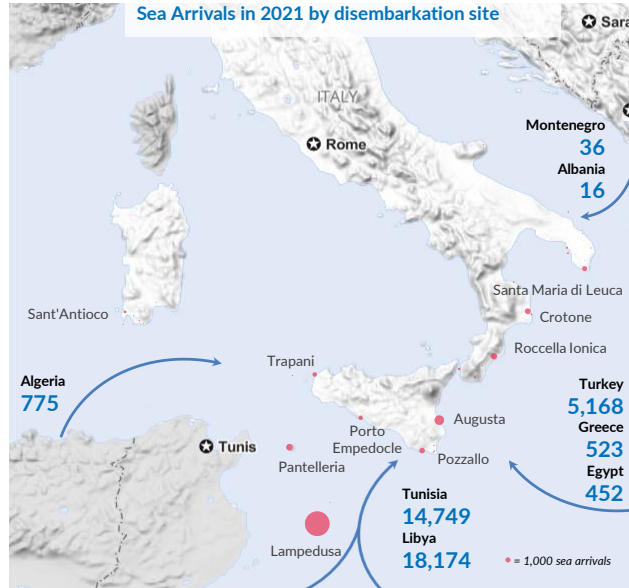 Sea Arrivals in 2021 by disembarkation site
Sara
ITALY
Rome
Montenegro
36
Albania
16
Santa Maria di Leuca
Sant'Antioco
Crotone
Roccella Ionica
Trapani
Algeria
775
Turkey
5,168
Greece
523
Egypt
452
Augusta
Porto
Empedocle
Tunis
Pozzallo
Pantelleria
Tunisia
14,749
Libya
18,174
Lampedusa
= 1,000 sea arrivals